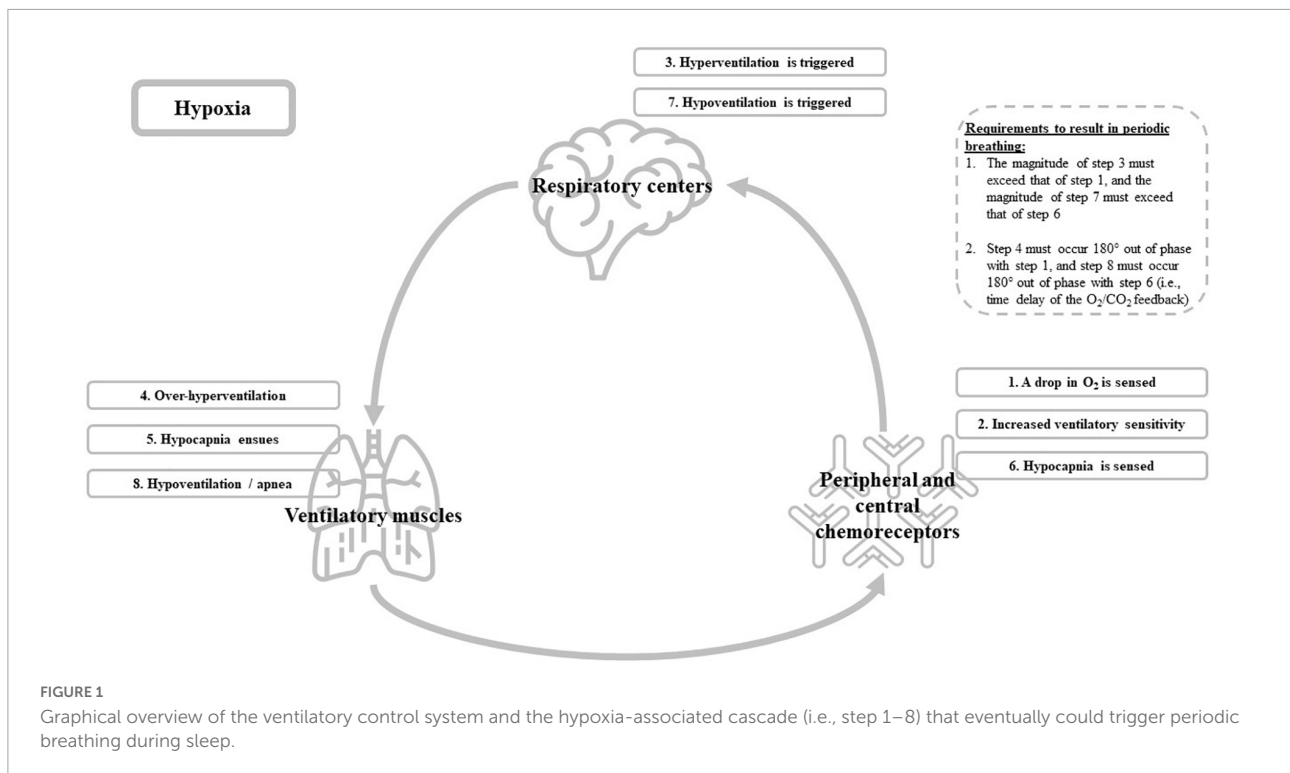 3. Hyperventilation is triggered
7. Hypoventilation is triggered
Hypoxia
Respiratory centers
Requirements to result in periodic
breathing:
1. The magnitude of step 3 must
exceed that of step 1, and the
magnitude of step 7 must exceed
that of step 6
2. Step 4 must occur 180° out of phase
with step 1, and step 8 must occur
180° out of phase with step 6 (i.e.,
time delay of the O₂/CO₂ feedback)
4. Over-hyperventilation
5. Hypocapnia ensues
8. Hypoventilation / apnea
Ventilatory muscles
1. A drop in O₂ is sensed
2. Increased ventilatory sensitivity
6. Hypocapnia is sensed
Peripheral and
central
chemoreceptors
FIGURE 1
Graphical overview of the ventilatory control system and the hypoxia-associated cascade (i.e., step 1–8) that eventually could trigger periodic
breathing during sleep.